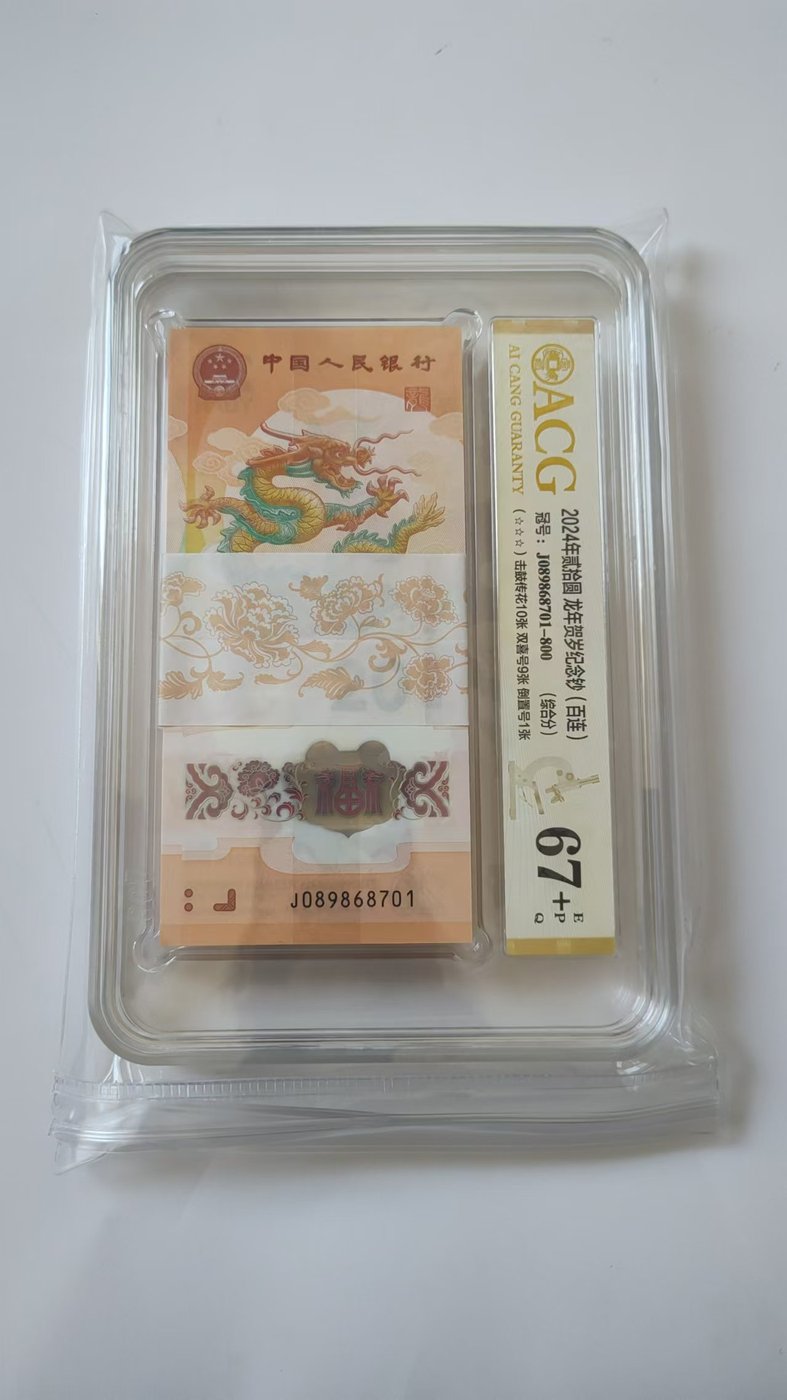 中国人民银行
福
J089868701
ACG
AI CANG GUARANTY
2024年贰拾圆 龙年贺岁纪念钞（百连）
冠号：J089868701-800 （综合分）
（☆☆☆）击鼓传花10张 双喜号9张 倒置号1张
67+
E
P
Q